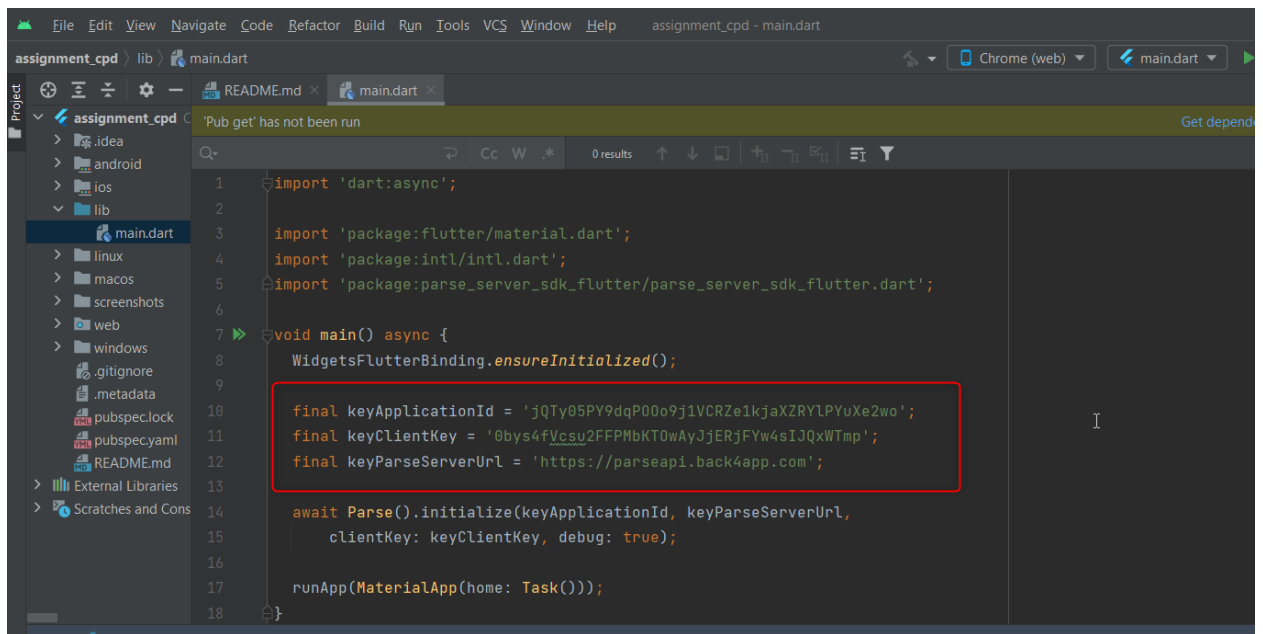 File Edit View Navigate Code Refactor Build Run Tools VCS Window Help assignment_cpd - main.dart
assignment_cpd lib main.dart Chrome (web) main.dart
Project
README.md main.dart
'Pub get' has not been run Get depende
Cc W .* 0 results
assignment_cpd
.idea
android
ios
lib
main.dart
linux
macos
screenshots
web
windows
.gitignore
.metadata
pubspec.lock
pubspec.yaml
README.md
External Libraries
Scratches and Cons
1 import 'dart:async';
2
3 import 'package:flutter/material.dart';
4 import 'package:intl/intl.dart';
5 import 'package:parse_server_sdk_flutter/parse_server_sdk_flutter.dart';
6
7 void main() async {
8 WidgetsFlutterBinding.ensureInitialized();
9
10 final keyApplicationId = 'jQTy05PY9dqPOOo9j1VCRZe1kjaXZRYlPYuXe2wo';
11 final keyClientKey = '0bys4fVcsu2FFPMbKTOwAyJjERjFYw4sIJQxWTmp';
12 final keyParseServerUrl = 'https://parseapi.back4app.com';
13
14 await Parse().initialize(keyApplicationId, keyParseServerUrl,
15 clientKey: keyClientKey, debug: true);
16
17 runApp(MaterialApp(home: Task()));
18 }